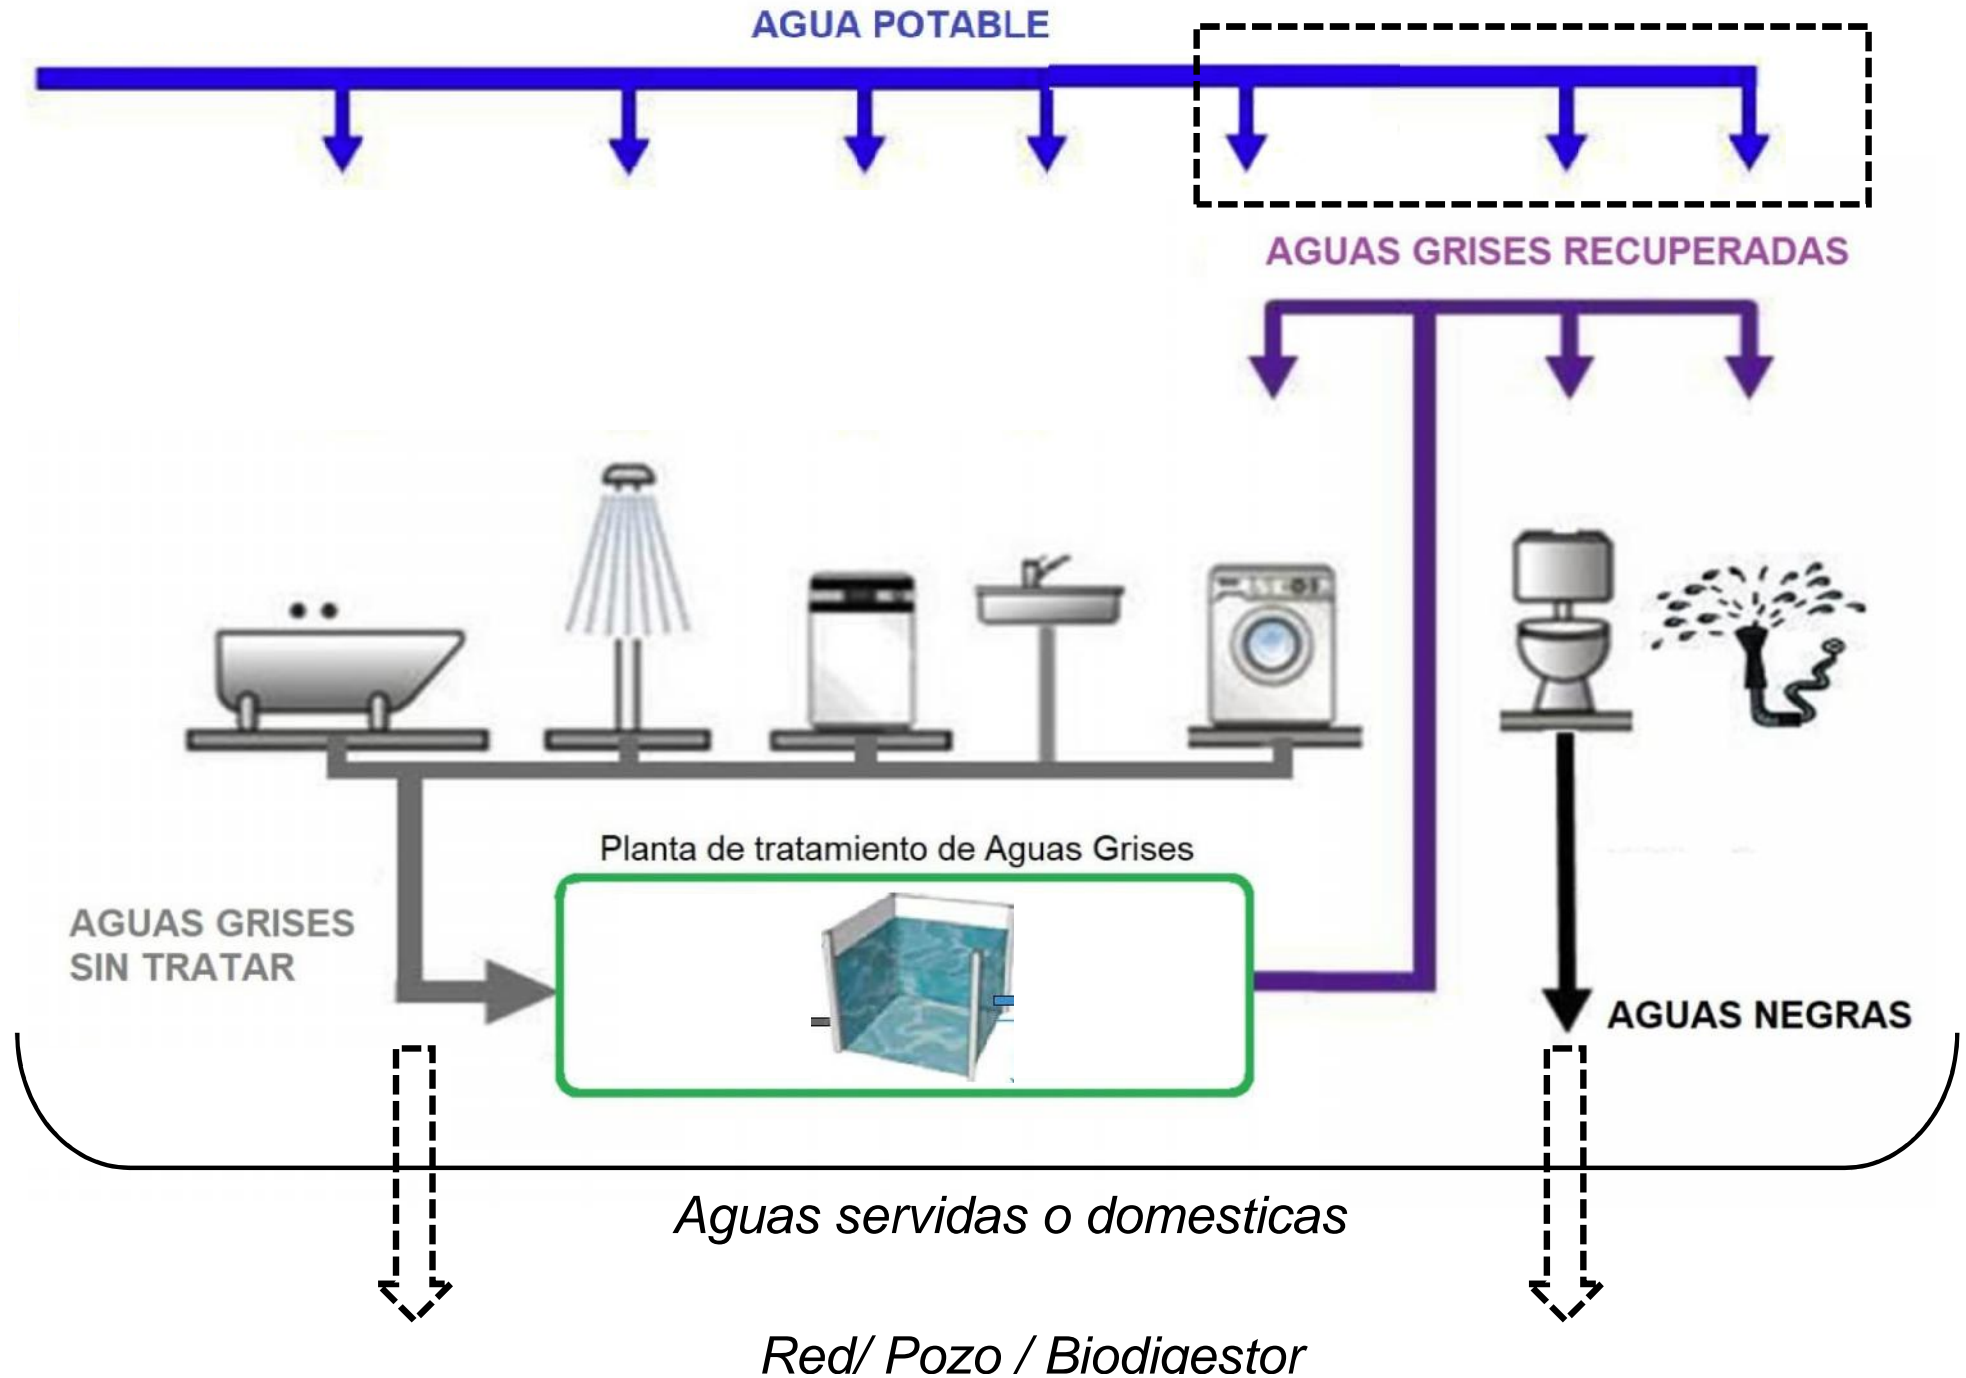 AGUA POTABLE
AGUAS GRISES RECUPERADAS
Planta de tratamiento de Aguas Grises
AGUAS GRISES
SIN TRATAR
AGUAS NEGRAS
Aguas servidas o domesticas
Red/ Pozo / Biodigestor